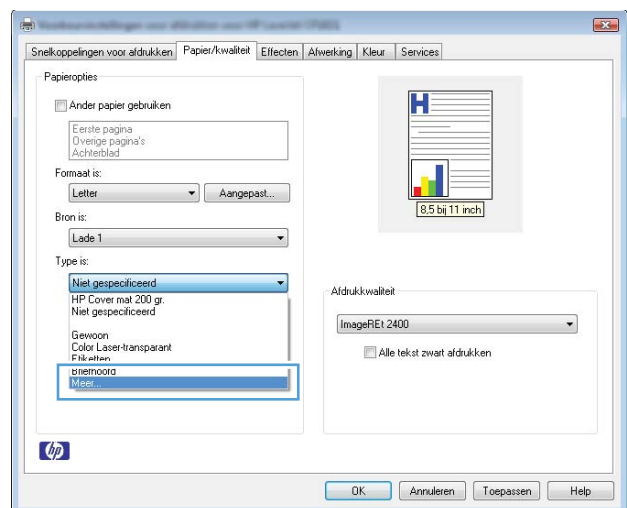 Snelkoppelingen voor afdrukken Papier/kwaliteit Effecten Afwerking Kleur Services
Papieropties
Ander papier gebruiken
Eerste pagina
Overige pagina's
Achterblad
Formaat is:
Letter Aangepast...
Bron is:
Lade 1
Type is:
Niet gespecificeerd
HP Cover mat 200 gr.
Niet gespecificeerd
Gewoon
Color Laser-transparant
Etiketten
Briefhoofd
Meer...
H
8,5 bij 11 inch
Afdrukkwaliteit
ImageREt 2400
Alle tekst zwart afdrukken
hp
OK Annuleren Toepassen Help